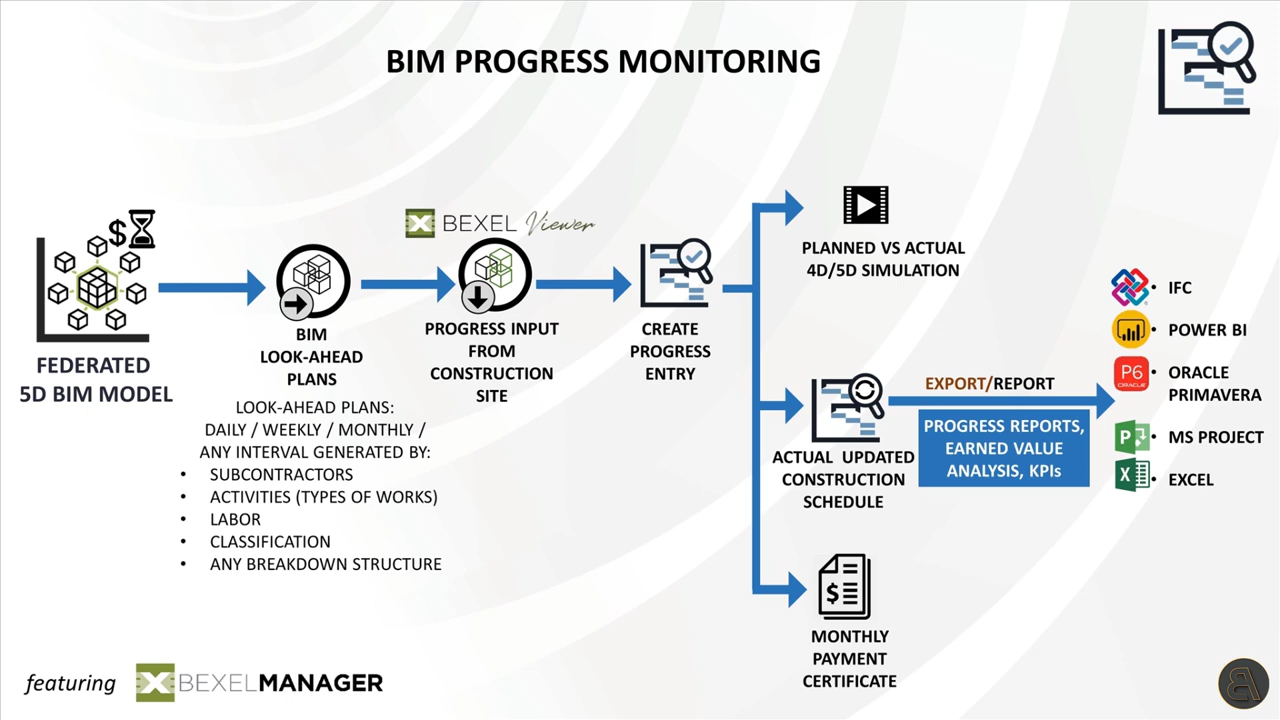 BIM PROGRESS MONITORING
$
FEDERATED
5D BIM MODEL
BIM
LOOK-AHEAD
PLANS
LOOK-AHEAD PLANS:
DAILY / WEEKLY / MONTHLY /
ANY INTERVAL GENERATED BY:
• SUBCONTRACTORS
• ACTIVITIES (TYPES OF WORKS)
• LABOR
• CLASSIFICATION
• ANY BREAKDOWN STRUCTURE
X BEXEL Viewer
PROGRESS INPUT
FROM
CONSTRUCTION
SITE
CREATE
PROGRESS
ENTRY
PLANNED VS ACTUAL
4D/5D SIMULATION
ACTUAL UPDATED
CONSTRUCTION
SCHEDULE
$
MONTHLY
PAYMENT
CERTIFICATE
EXPORT/REPORT
PROGRESS REPORTS,
EARNED VALUE
ANALYSIS, KPIs
• IFC
• POWER BI
P6
ORACLE
• ORACLE
PRIMAVERA
P
• MS PROJECT
X
• EXCEL
featuring X BEXELMANAGER